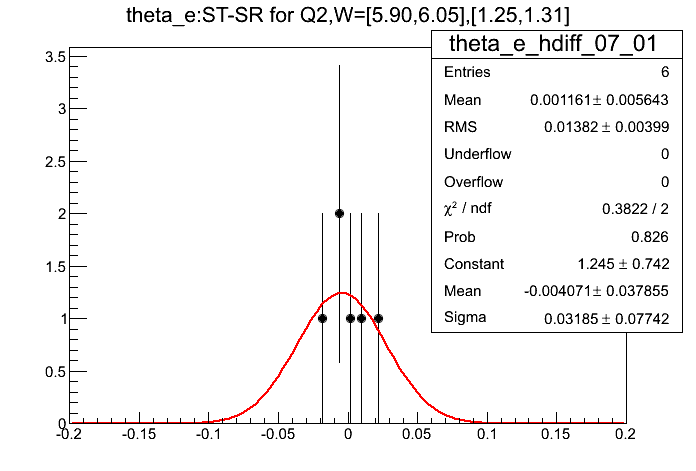 theta_e:ST-SR for Q2,W=[5.90,6.05],[1.25,1.31]
theta_e_hdiff_07_01
Entries 6
Mean 0.001161 ± 0.005643
RMS 0.01382 ± 0.00399
Underflow 0
Overflow 0
χ² / ndf 0.3822 / 2
Prob 0.826
Constant 1.245 ± 0.742
Mean -0.004071 ± 0.037855
Sigma 0.03185 ± 0.07742
3.5
3
2.5
2
1.5
1
0.5
0
-0.2 -0.15 -0.1 -0.05 0 0.05 0.1 0.15 0.2